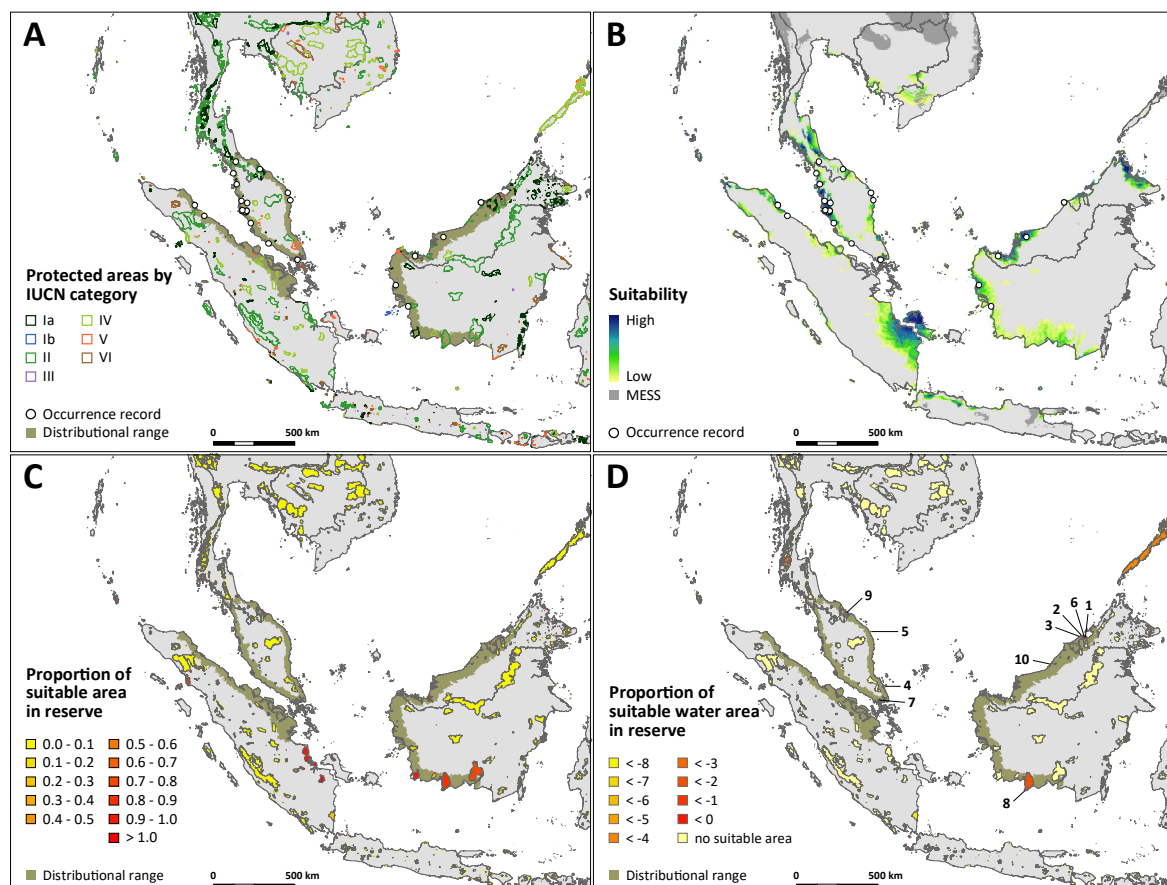 A
Protected areas by
IUCN category
Ia
IV
Ib
V
II
VI
III
Occurrence record
Distributional range
0
500 km
B
Suitability
High
Low
MESS
Occurrence record
0
500 km
C
Proportion of
suitable area
in reserve
0.0 - 0.1
0.5 - 0.6
0.1 - 0.2
0.6 - 0.7
0.2 - 0.3
0.7 - 0.8
0.3 - 0.4
0.8 - 0.9
0.4 - 0.5
0.9 - 1.0
> 1.0
Distributional range
0
500 km
D
9
5
4
7
2
6
1
3
10
8
Proportion of
suitable water area
in reserve
< -8
< -3
< -7
< -2
< -6
< -1
< -5
< 0
< -4
no suitable area
Distributional range
0
500 km